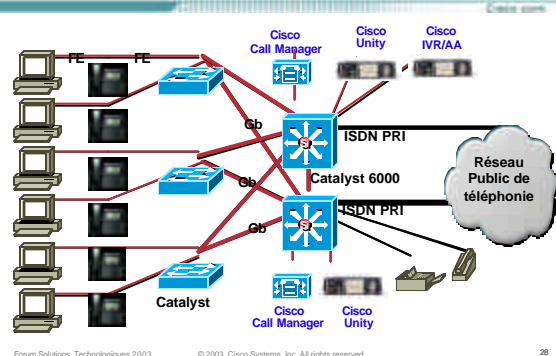 Cisco.com
Cisco
Call Manager
Cisco
Unity
Cisco
IVR/AA
FE
FE
Gb
ISDN PRI
Catalyst 6000
Réseau
Public de
téléphonie
Gb
ISDN PRI
Gb
Catalyst
Cisco
Call Manager
Cisco
Unity
Forum Solutions Technologiques 2003
© 2003, Cisco Systems, Inc. All rights reserved.
28